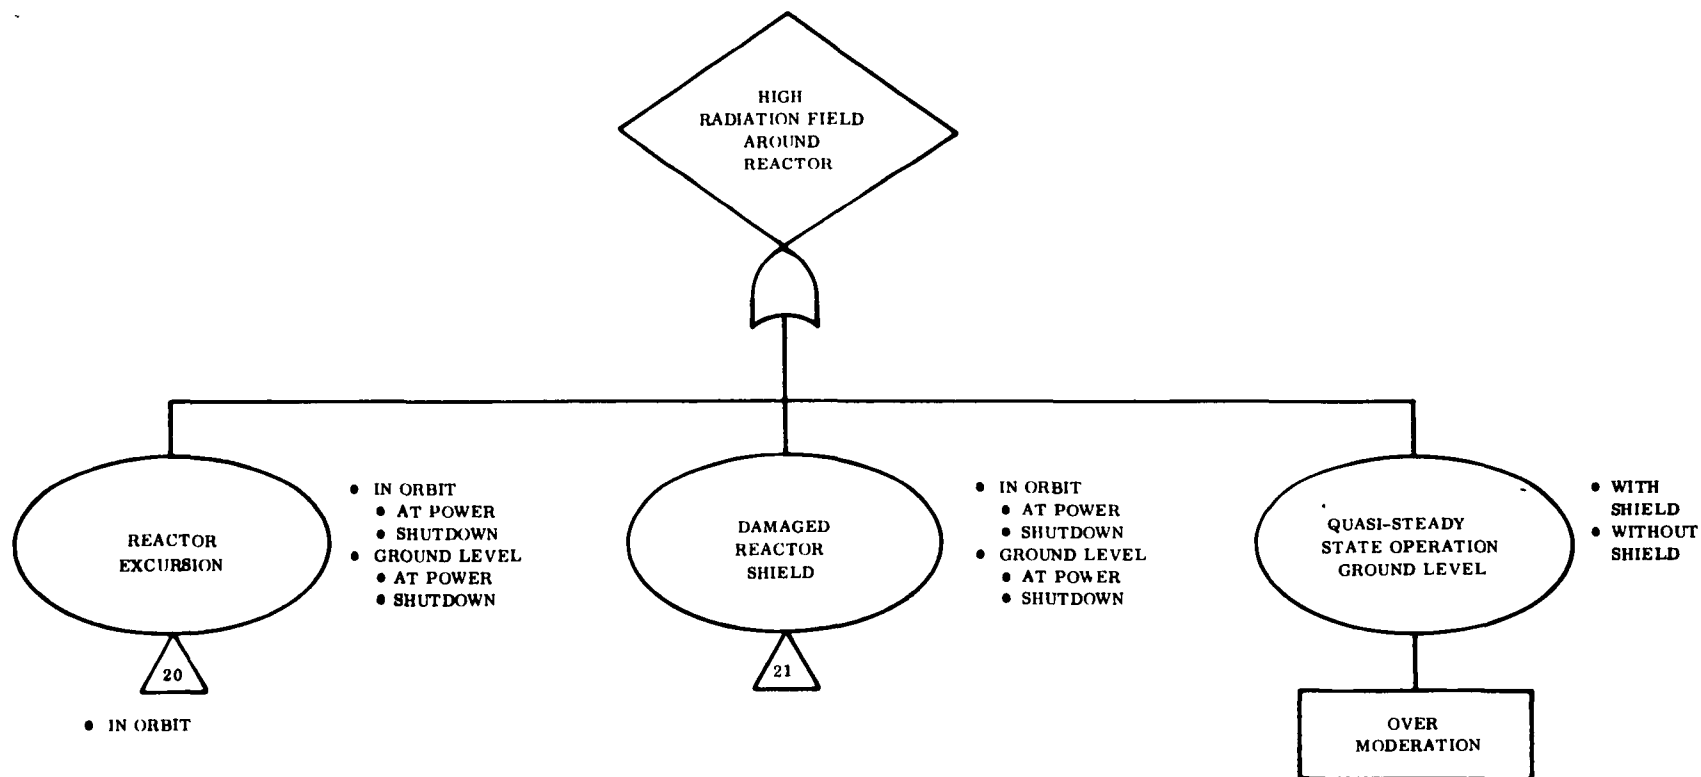 HIGH
RADIATION FIELD
AROUND
REACTOR
REACTOR
EXCURSION
• IN ORBIT
• AT POWER
• SHUTDOWN
• GROUND LEVEL
• AT POWER
• SHUTDOWN
20
• IN ORBIT
DAMAGED
REACTOR
SHIELD
• IN ORBIT
• AT POWER
• SHUTDOWN
• GROUND LEVEL
• AT POWER
• SHUTDOWN
21
QUASI-STEADY
STATE OPERATION
GROUND LEVEL
• WITH
SHIELD
• WITHOUT
SHIELD
OVER
MODERATION